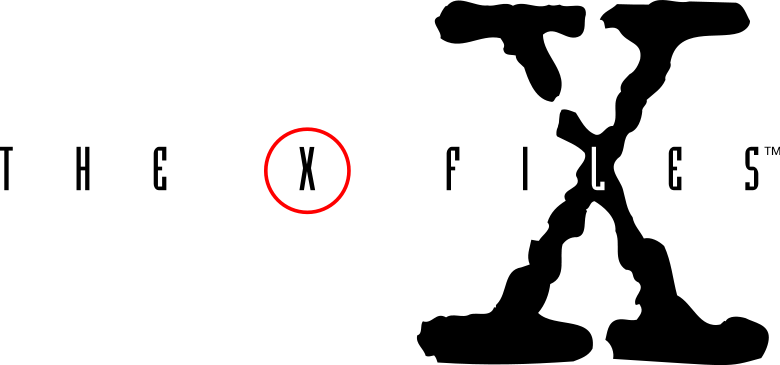 THE X FILES™
X